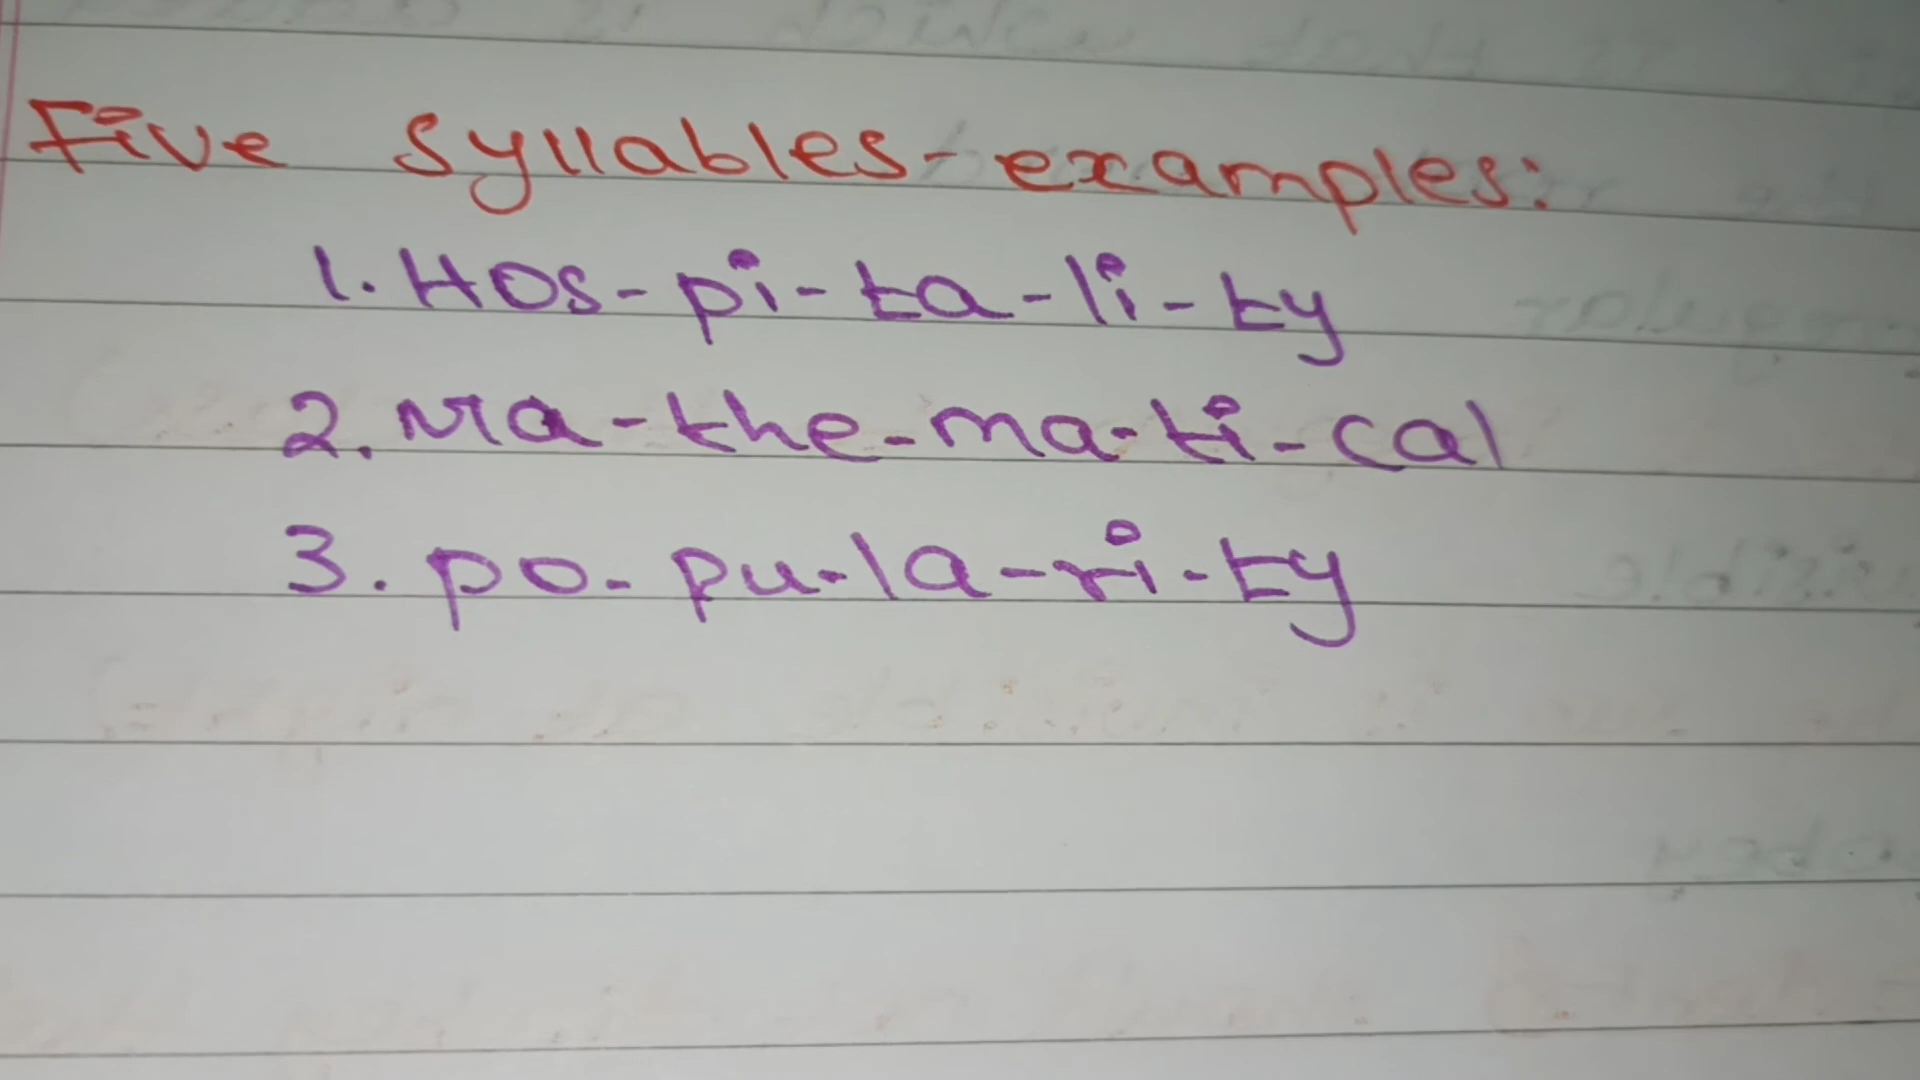 Five syllables-examples:
1. Hos-pi-ta-li-ty
2. Ma-the-ma-ti-cal
3. po-pu-la-ri-ty